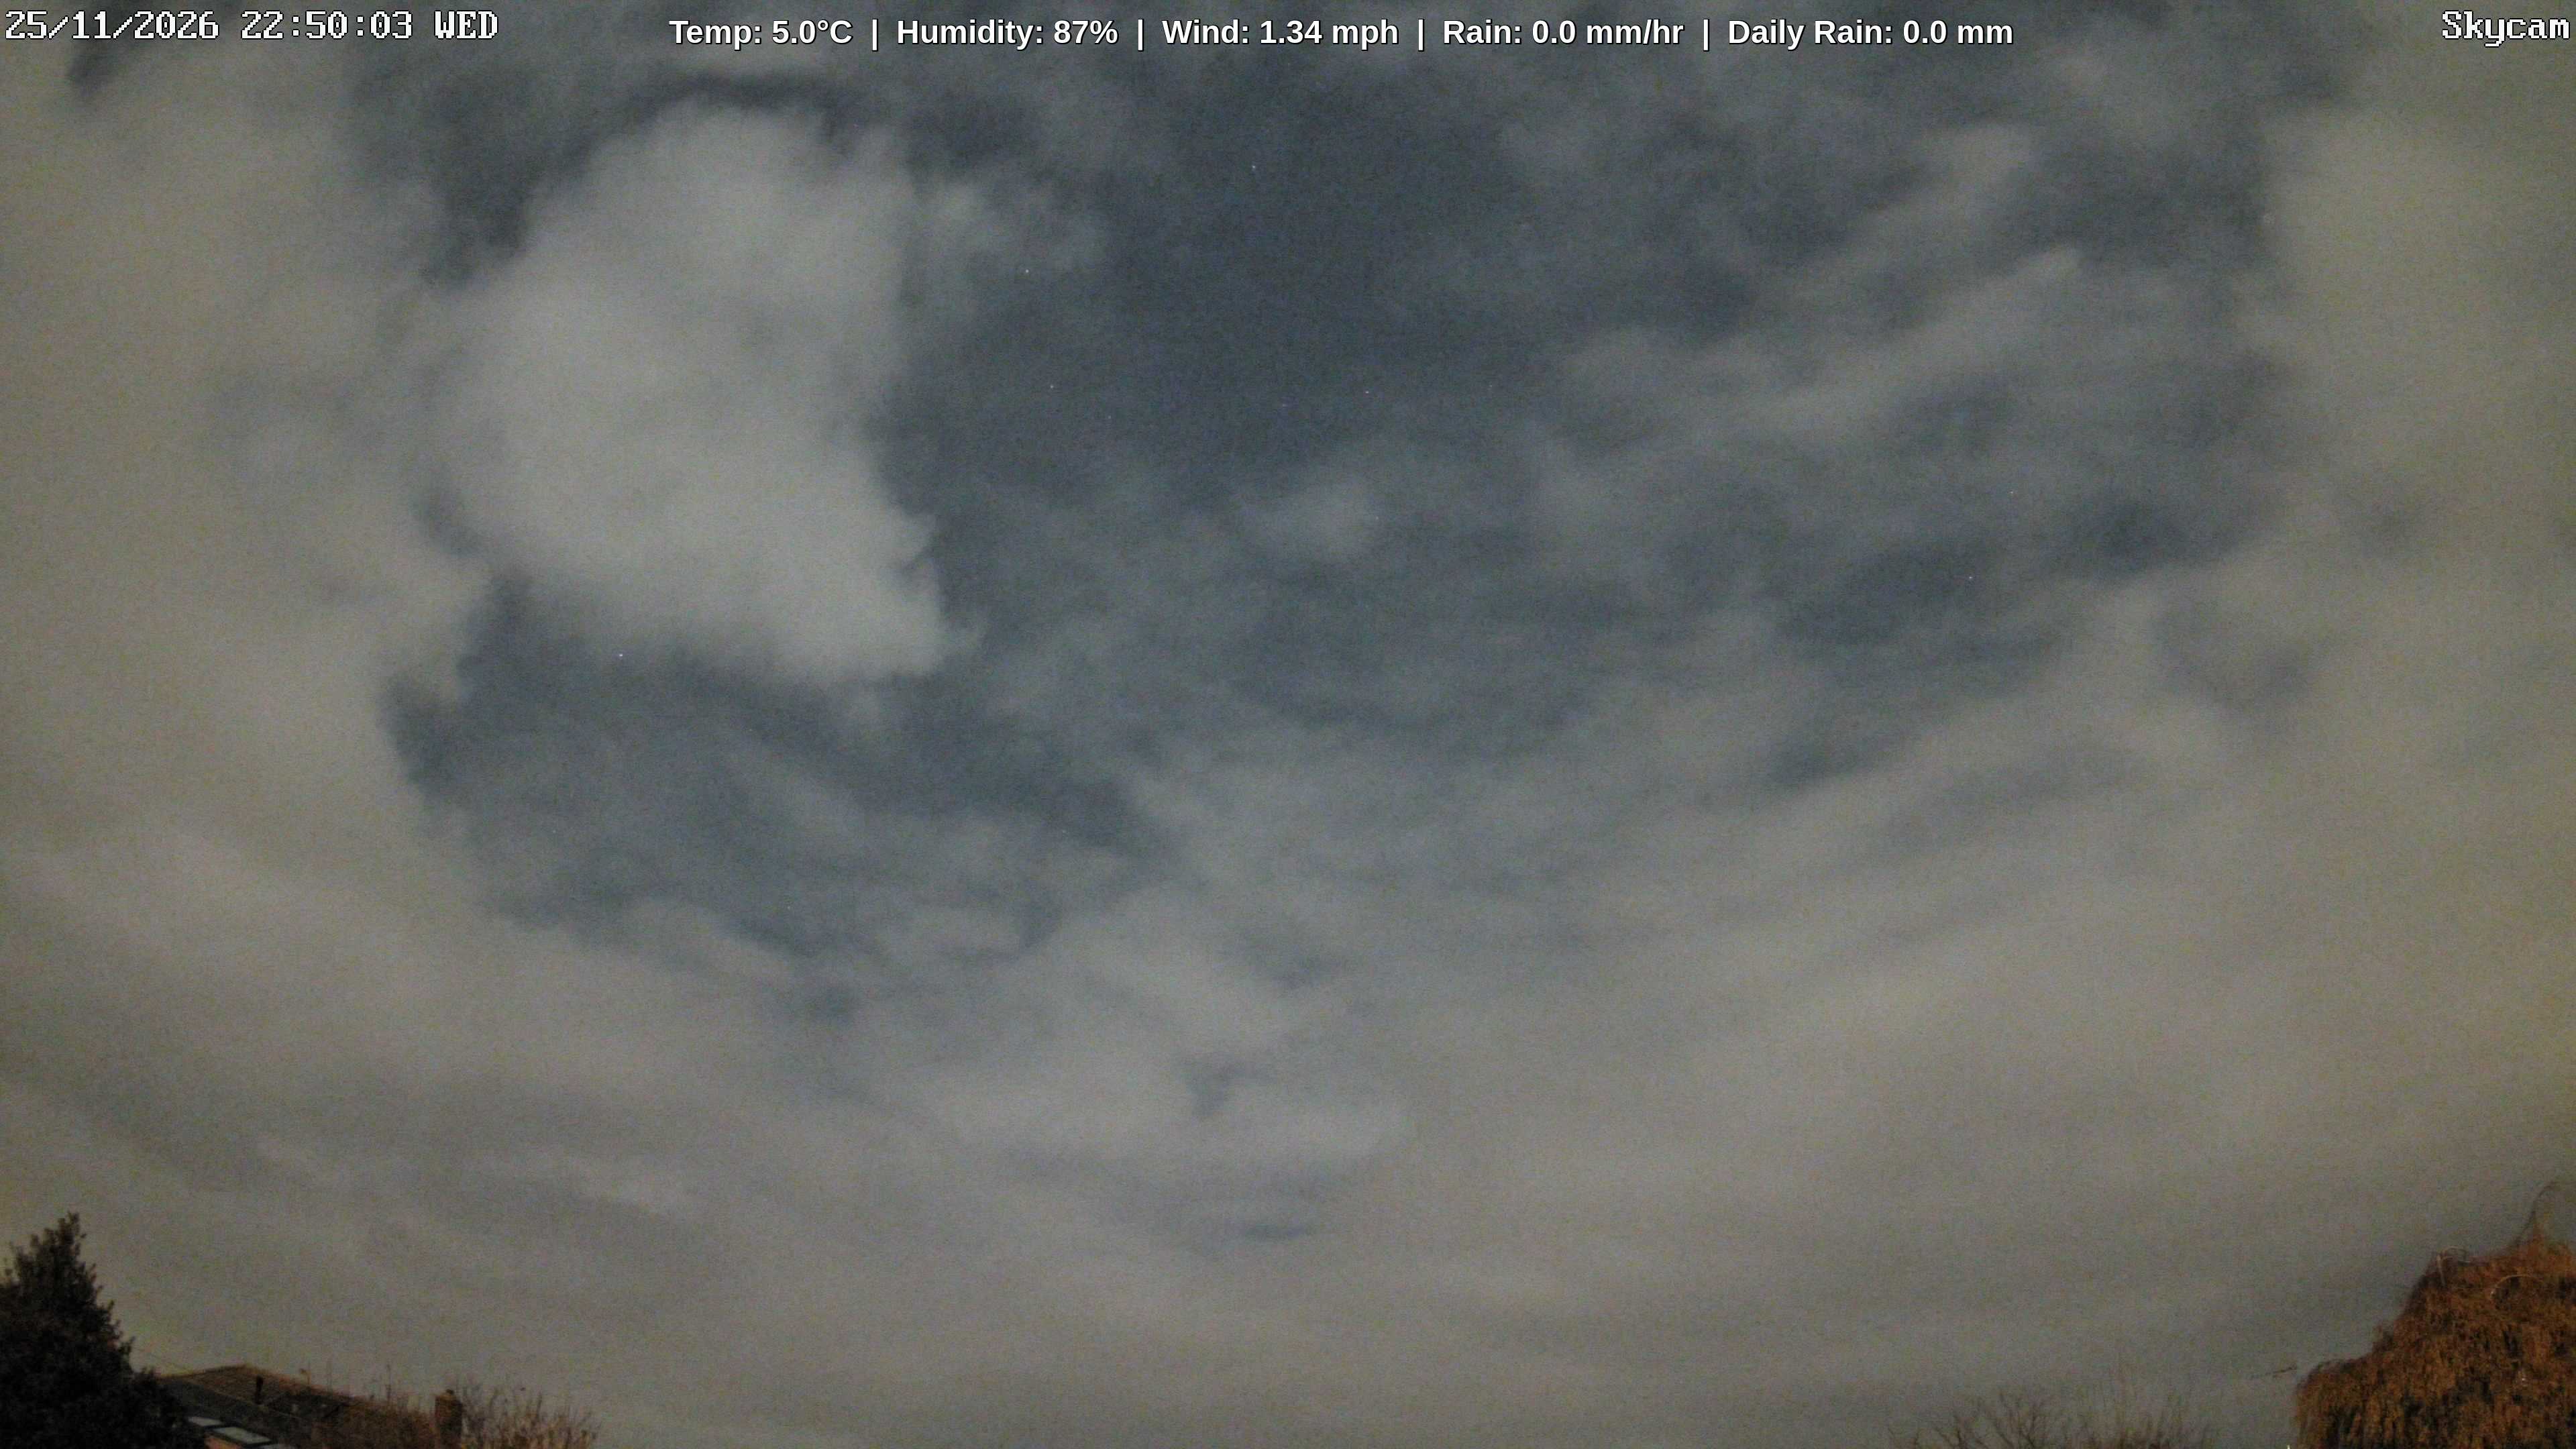 25/11/2026 22:50:03 WED
Temp: 5.0°C | Humidity: 87% | Wind: 1.34 mph | Rain: 0.0 mm/hr | Daily Rain: 0.0 mm
Skycam